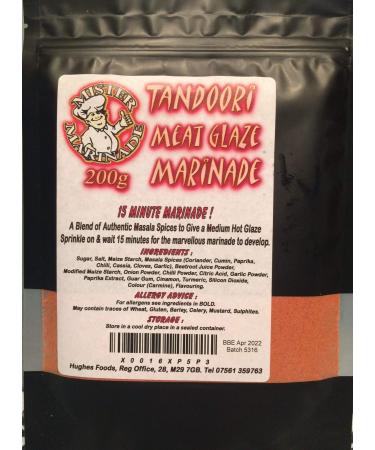 MISTER MARINADE
200g
TANDOORI
MEAT GLAZE
MARINADE
15 MINUTE MARINADE !
A Blend of Authentic Masala Spices to Give a Medium Hot Glaze
Sprinkle on & wait 15 minutes for the marvellous marinade to develop.
INGREDIENTS :
Sugar, Salt, Maize Starch, Masala Spices (Coriander, Cumin, Paprika,
Chilli, Cassia, Cloves, Garlic), Beetroot Juice Powder,
Modified Maize Starch, Onion Powder, Chilli Powder, Citric Acid, Garlic Powder,
Paprika Extract, Guar Gum, Cinamon, Turmeric, Silicon Dioxide,
Colour (Carmine), Flavouring.
ALLERGY ADVICE :
For allergens see ingredients in BOLD.
May contain traces of Wheat, Gluten, Barley, Celery, Mustard, Sulphites.
STORAGE :
Store in a cool dry place in a sealed container.
BBE Apr 2022
Batch 5316
X0016XP5P3
Hughes Foods, Reg Office, 28, M29 7GB. Tel 07561 359763